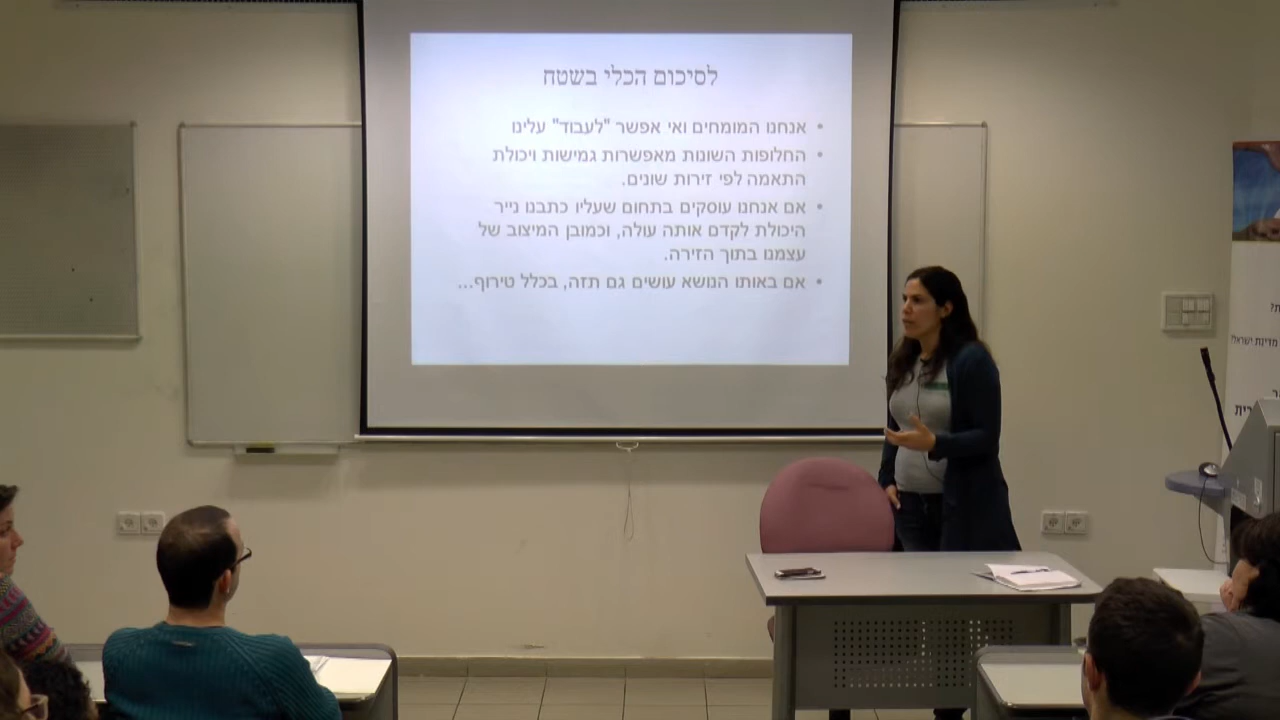 לסיכום הכלי בשטח
• אנחנו המומחים ואי אפשר "לעבוד" עלינו
• החלופות השונות מאפשרות גמישות ויכולת
התאמה לפי זירות שונים.
• אם אנחנו עוסקים בתחום שעליו כתבנו נייר
היכולת לקדם אותה עולה, וכמובן המיצוב של
עצמנו בתוך הזירה.
• אם באותו הנושא עושים גם תזה, בכלל טירוף...
מדינת ישראל?